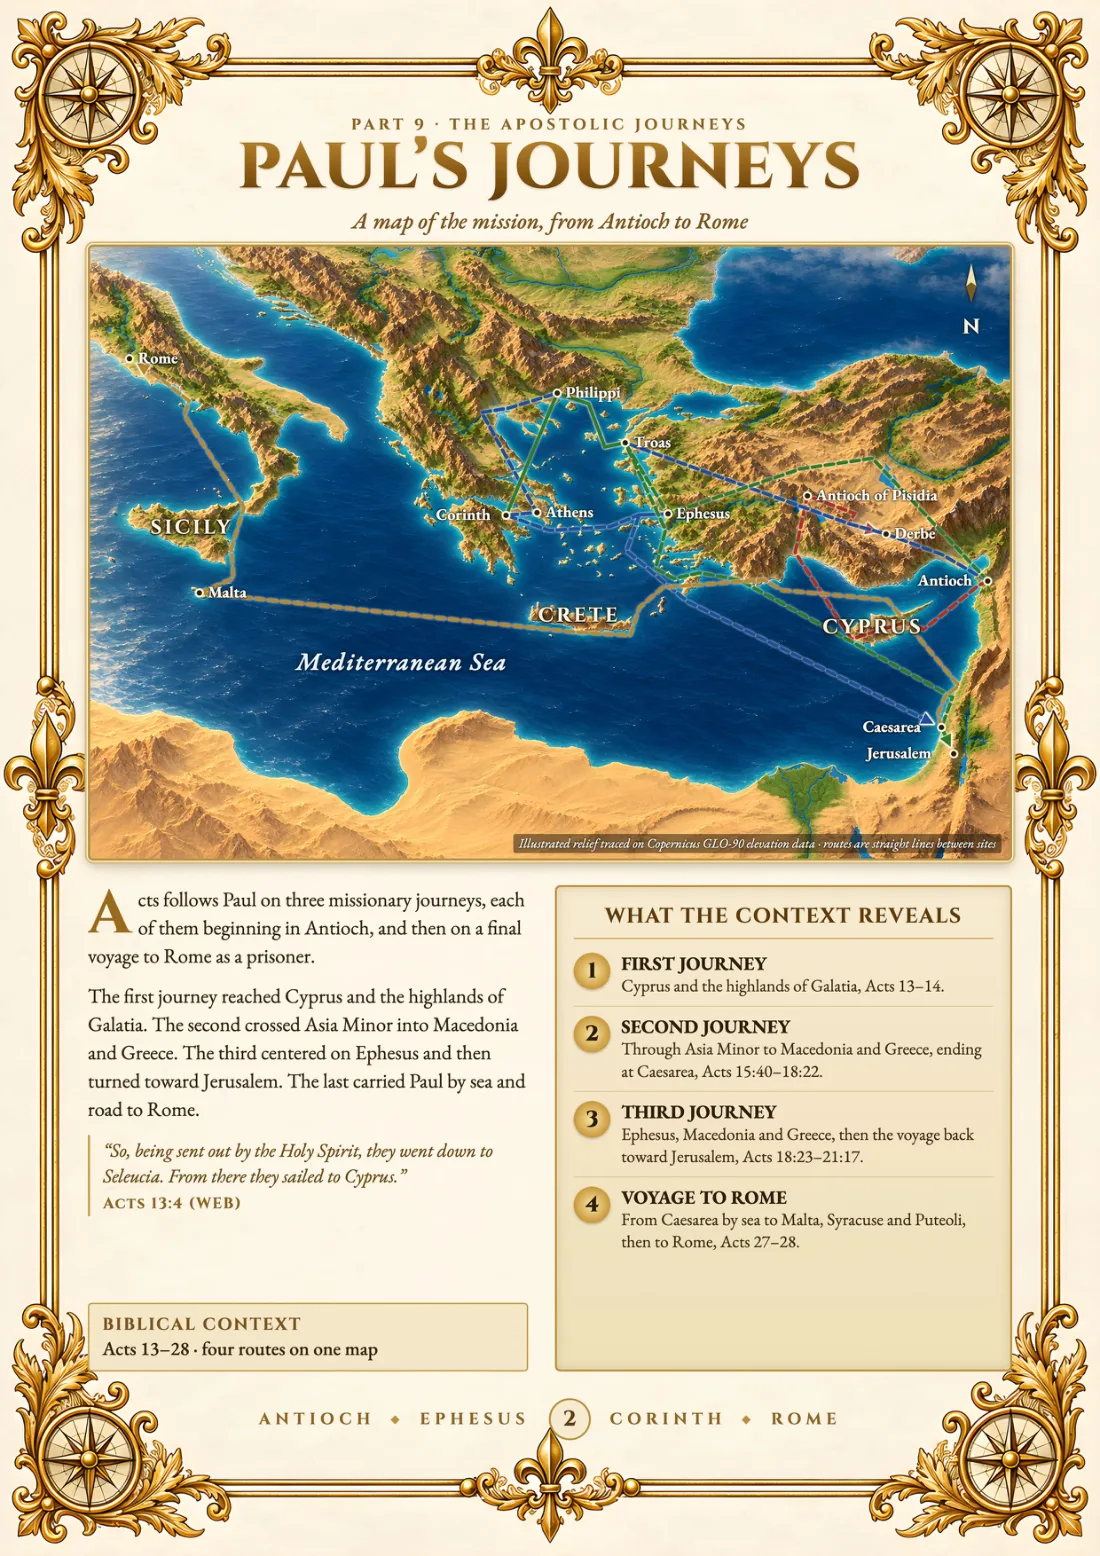 PART 9 · THE APOSTOLIC JOURNEYS
PAUL'S JOURNEYS
A map of the mission, from Antioch to Rome
N
Rome
Philippi
Troas
Antioch of Pisidia
Corinth
Athens
Ephesus
SICILY
Derbe
Antioch
Malta
CRETE
CYPRUS
Mediterranean Sea
Caesarea
Jerusalem
Illustrated relief traced on Copernicus GLO-90 elevation data · routes are straight lines between sites
Acts follows Paul on three missionary journeys, each
of them beginning in Antioch, and then on a final
voyage to Rome as a prisoner.
The first journey reached Cyprus and the highlands of
Galatia. The second crossed Asia Minor into Macedonia
and Greece. The third centered on Ephesus and then
turned toward Jerusalem. The last carried Paul by sea and
road to Rome.
“So, being sent out by the Holy Spirit, they went down to
Seleucia. From there they sailed to Cyprus.”
ACTS 13:4 (WEB)
BIBLICAL CONTEXT
Acts 13–28 · four routes on one map
WHAT THE CONTEXT REVEALS
1
FIRST JOURNEY
Cyprus and the highlands of Galatia, Acts 13–14.
2
SECOND JOURNEY
Through Asia Minor to Macedonia and Greece, ending
at Caesarea, Acts 15:40–18:22.
3
THIRD JOURNEY
Ephesus, Macedonia and Greece, then the voyage back
toward Jerusalem, Acts 18:23–21:17.
4
VOYAGE TO ROME
From Caesarea by sea to Malta, Syracuse and Puteoli,
then to Rome, Acts 27–28.
ANTIOCH ◆ EPHESUS 2 CORINTH ◆ ROME